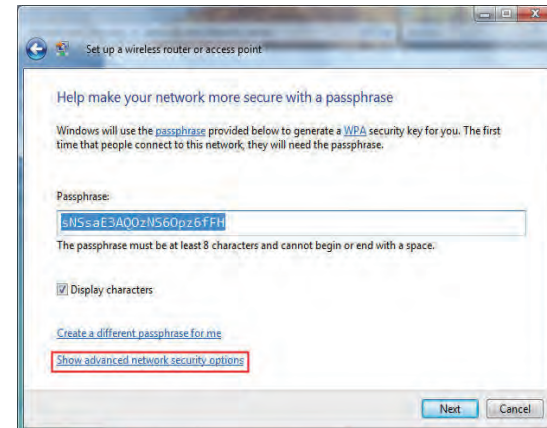 Set up a wireless router or access point
Help make your network more secure with a passphrase
Windows will use the passphrase provided below to generate a WPA security key for you. The first
time that people connect to this network, they will need the passphrase.
Passphrase:
sNSsaE3AQOzNS6Opz6fFH
The passphrase must be at least 8 characters and cannot begin or end with a space.
Display characters
Create a different passphrase for me
Show advanced network security options
Next Cancel